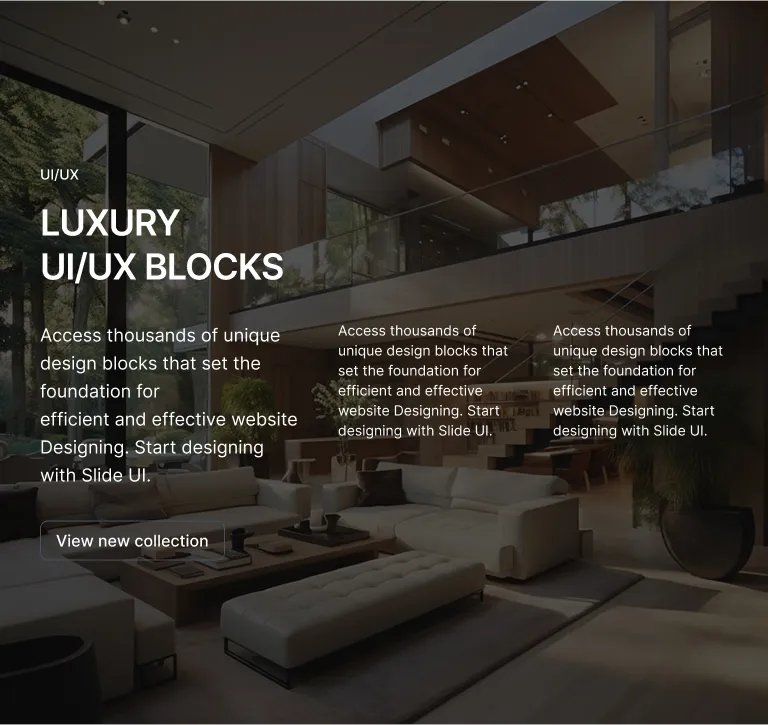 UI/UX
LUXURY
UI/UX BLOCKS
Access thousands of unique
design blocks that set the
foundation for
efficient and effective website
Designing. Start designing
with Slide UI.
View new collection
Access thousands of
unique design blocks that
set the foundation for
efficient and effective
website Designing. Start
designing with Slide UI.
Access thousands of
unique design blocks that
set the foundation for
efficient and effective
website Designing. Start
designing with Slide UI.